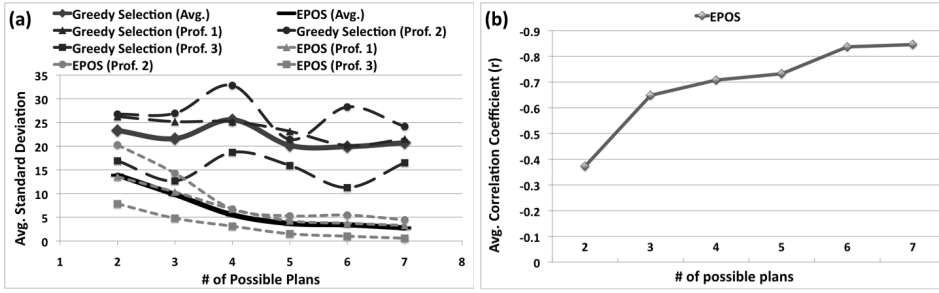 (a)
Greedy Selection (Avg.) EPOS (Avg.)
Greedy Selection (Prof. 1) Greedy Selection (Prof. 2)
Greedy Selection (Prof. 3) EPOS (Prof. 1)
EPOS (Prof. 2) EPOS (Prof. 3)
Avg. Standard Deviation
35
30
25
20
15
10
5
0
1 2 3 4 5 6 7 8
# of Possible Plans
(b)
EPOS
Avg. Correlation Coefficient (r)
-0.9
-0.8
-0.7
-0.6
-0.5
-0.4
-0.3
-0.2
-0.1
0
2 3 4 5 6 7
# of possible plans